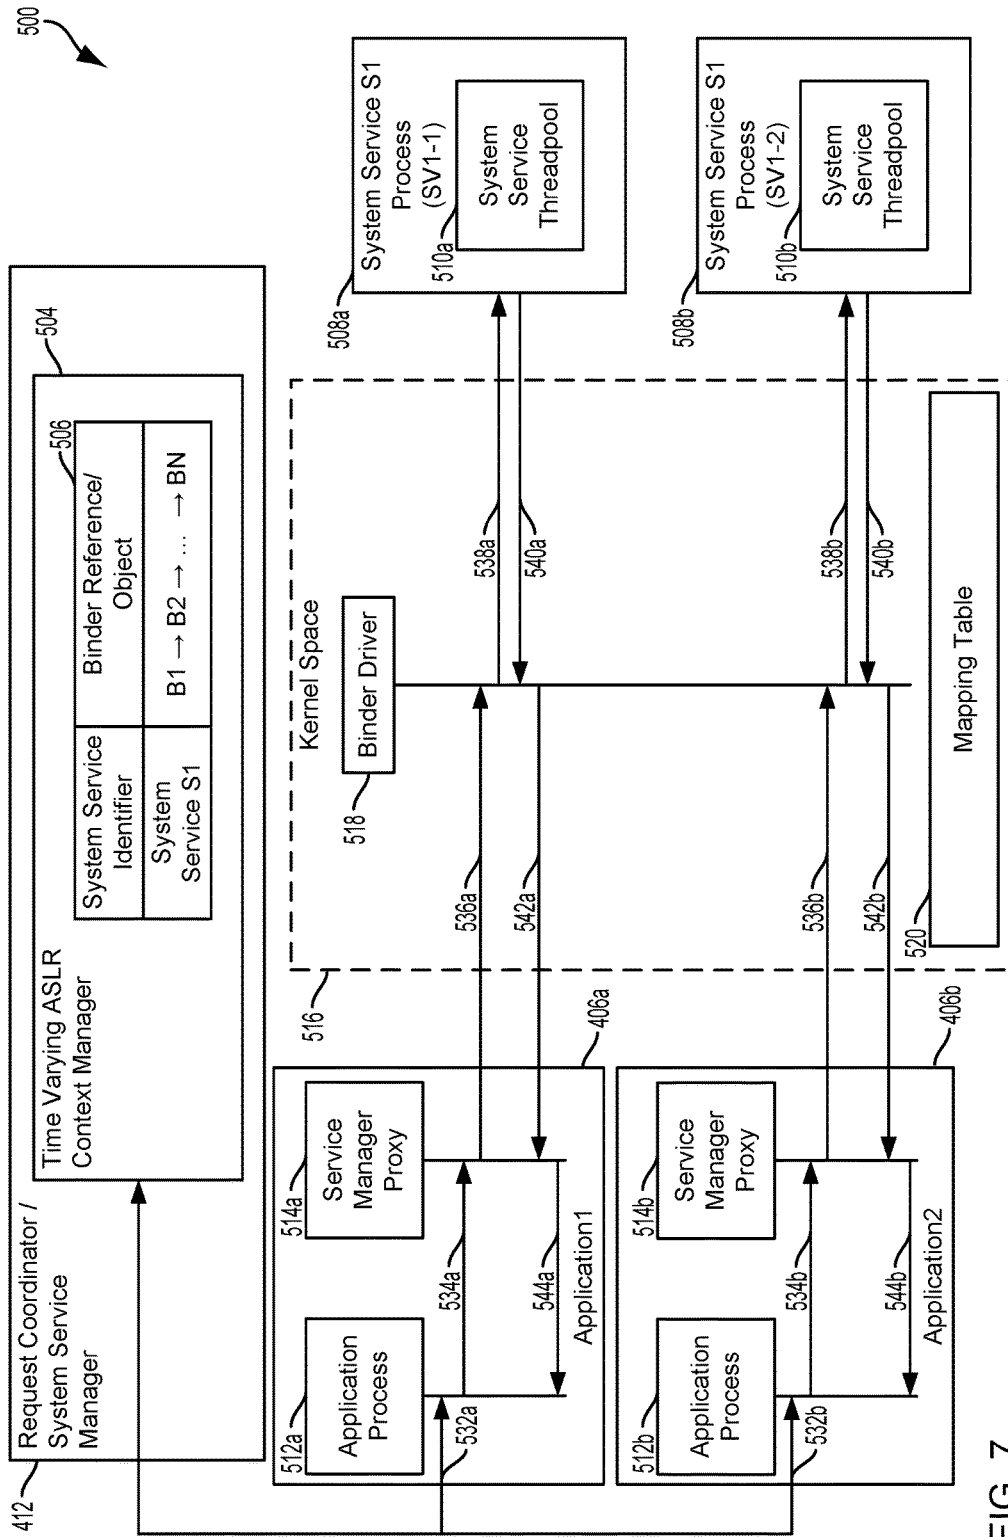 500
412
Request Coordinator /
System Service
Manager
Time Varying ASLR
Context Manager
504
506
System Service
Identifier
Binder Reference/
Object
System
Service S1
B1 → B2 → ... → BN
512a
Application
Process
514a
Service
Manager
Proxy
532a
534a
544a
Application1
406a
516
Kernel Space
518
Binder Driver
536a
542a
538a
540a
508a
System Service S1
Process
(SV1-1)
510a
System
Service
Threadpool
512b
Application
Process
514b
Service
Manager
Proxy
532b
534b
544b
Application2
406b
536b
542b
538b
540b
520
Mapping Table
508b
System Service S1
Process
(SV1-2)
510b
System
Service
Threadpool
FIG. 7